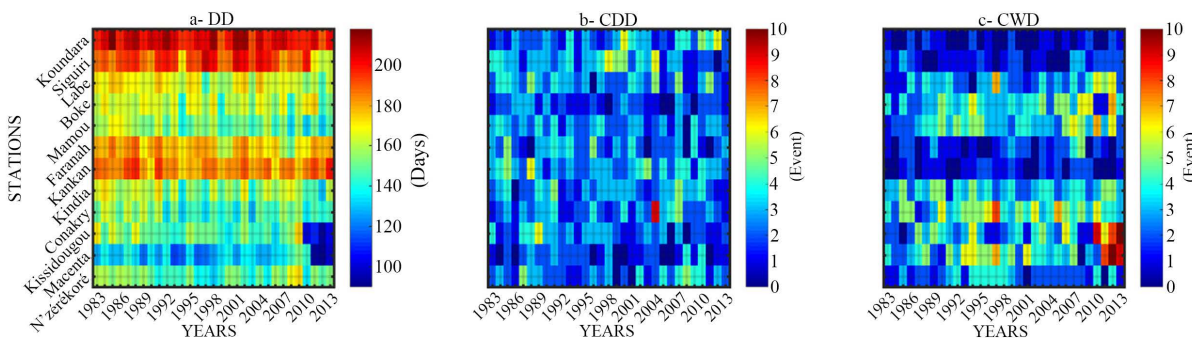 a- DD
b- CDD
c- CWD
STATIONS
Koundara
Siguiri
Labe
Boke
Mamou
Faranah
Kankan
Kindia
Conakry
Kissidougou
Macenta
N'zérékoré
1983 1986 1989 1992 1995 1998 2001 2004 2007 2010 2013
YEARS
200
180
160
140
120
100
(Days)
1983 1986 1989 1992 1995 1998 2001 2004 2007 2010 2013
YEARS
10
9
8
7
6
5
4
3
2
1
0
(Event)
1983 1986 1989 1992 1995 1998 2001 2004 2007 2010 2013
YEARS
10
9
8
7
6
5
4
3
2
1
0
(Event)